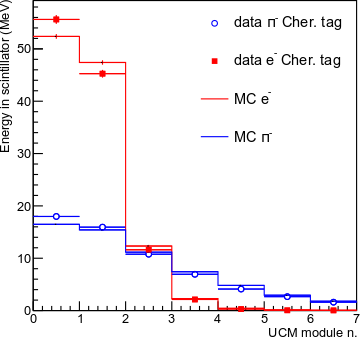 Energy in scintillator (MeV)
50
40
30
20
10
0
data π- Cher. tag
data e- Cher. tag
MC e-
MC π-
0 1 2 3 4 5 6 7
UCM module n.